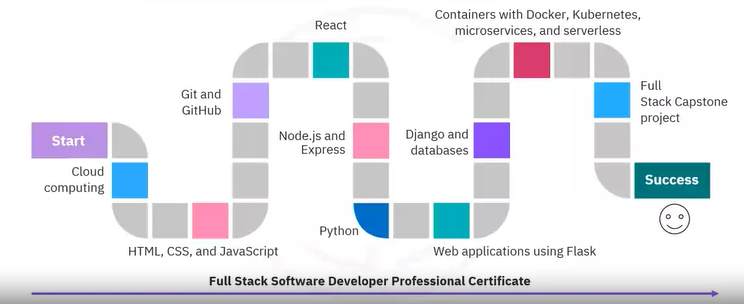 Start
Cloud
computing
HTML, CSS, and JavaScript
Git and
GitHub
React
Node.js and
Express
Python
Web applications using Flask
Django and
databases
Containers with Docker, Kubernetes,
microservices, and serverless
Full
Stack Capstone
project
Success
Full Stack Software Developer Professional Certificate